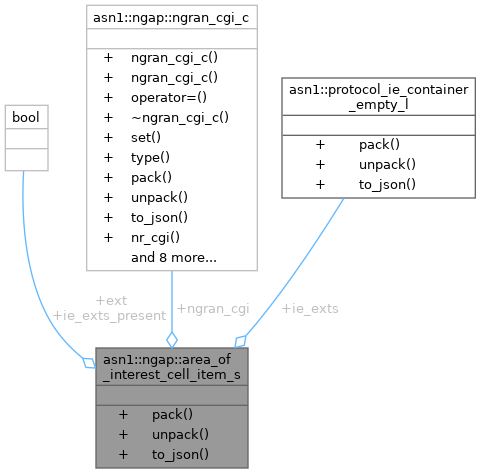 asn1::ngap::ngran_cgi_c
+ ngran_cgi_c()
+ ngran_cgi_c()
+ operator=()
+ ~ngran_cgi_c()
+ set()
+ type()
+ pack()
+ unpack()
+ to_json()
+ nr_cgi()
and 8 more...
asn1::protocol_ie_container
_empty_l
+ pack()
+ unpack()
+ to_json()
bool
+ext
+ie_exts_present
+ngran_cgi
+ie_exts
asn1::ngap::area_of
_interest_cell_item_s
+ pack()
+ unpack()
+ to_json()